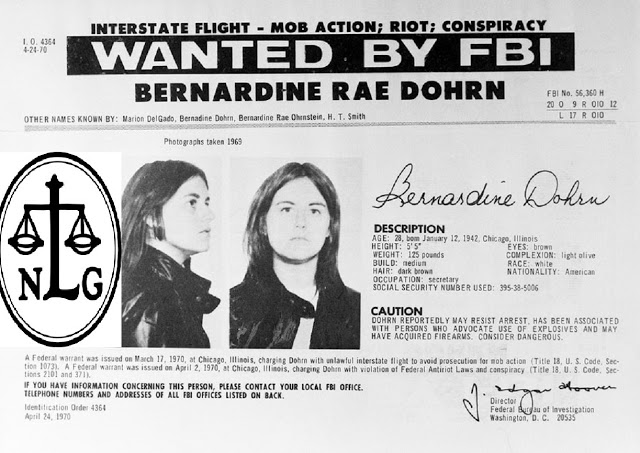 I. O. 4364
4-24-70
INTERSTATE FLIGHT - MOB ACTION; RIOT; CONSPIRACY
WANTED BY FBI
BERNARDINE RAE DOHRN
FBI No. 56,360 H
20 O 9 R OIO 12
L 17 R OIO
OTHER NAMES KNOWN BY: Marion DelGado, Bernadine Dohrn, Bernardine Rae Ohrnstein, H. T. Smith
Photographs taken 1969
NLG
Bernardine Dohrn
DESCRIPTION
AGE: 28, born January 12, 1942, Chicago, Illinois
HEIGHT: 5'5" EYES: brown
WEIGHT: 125 pounds COMPLEXION: light olive
BUILD: medium RACE: white
HAIR: dark brown NATIONALITY: American
OCCUPATION: secretary
SOCIAL SECURITY NUMBER USED: 395-38-5006
CAUTION
DOHRN REPORTEDLY MAY RESIST ARREST, HAS BEEN ASSOCIATED
WITH PERSONS WHO ADVOCATE USE OF EXPLOSIVES AND MAY
HAVE ACQUIRED FIREARMS. CONSIDER DANGEROUS.
A Federal warrant was issued on March 17, 1970, at Chicago, Illinois, charging Dohrn with unlawful interstate flight to avoid prosecution for mob action (Title 18, U. S. Code, Sec-
tion 1073). A Federal warrant was issued on April 2, 1970, at Chicago, Illinois, charging Dohrn with violation of Federal Antiriot Laws and conspiracy (Title 18, U. S. Code, Sec-
tions 2101 and 371).
IF YOU HAVE INFORMATION CONCERNING THIS PERSON, PLEASE CONTACT YOUR LOCAL FBI OFFICE.
TELEPHONE NUMBERS AND ADDRESSES OF ALL FBI OFFICES LISTED ON BACK.
Identification Order 4364
April 24, 1970
J. Edgar Hoover
Director
Federal Bureau of Investigation
Washington, D. C. 20535